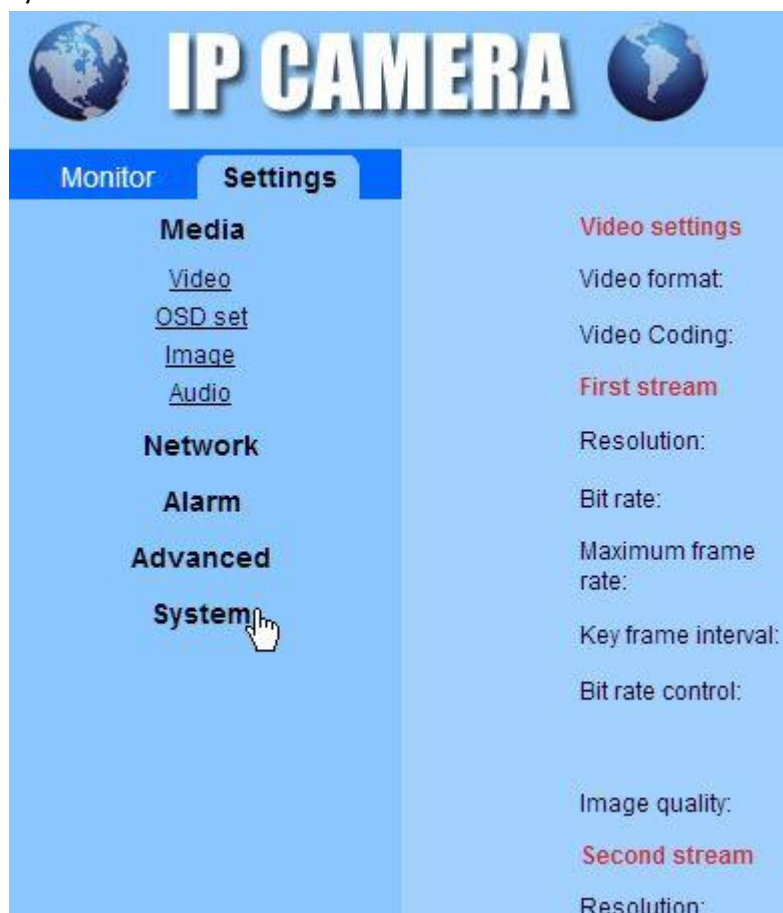 IP CAMERA
Monitor
Settings
Media
Video
OSD set
Image
Audio
Network
Alarm
Advanced
System
Video settings
Video format:
Video Coding:
First stream
Resolution:
Bit rate:
Maximum frame
rate:
Key frame interval:
Bit rate control:
Image quality:
Second stream
Resolution: